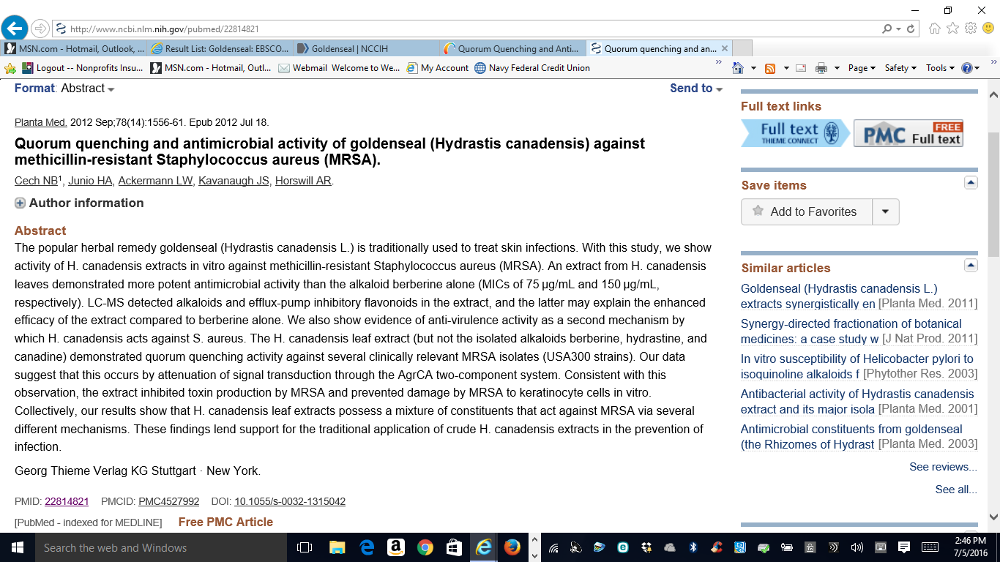 http://www.ncbi.nlm.nih.gov/pubmed/22814821
MSN.com - Hotmail, Outlook, ...
Result List: Goldenseal: EBSCO...
Goldenseal | NCCIH
Quorum Quenching and Anti...
Quorum quenching and an...
Logout -- Nonprofits Insu...
MSN.com - Hotmail, Outl...
Webmail Welcome to We...
My Account
Navy Federal Credit Union
Page
Safety
Tools
Format: Abstract
Send to
Planta Med. 2012 Sep;78(14):1556-61. Epub 2012 Jul 18.
Quorum quenching and antimicrobial activity of goldenseal (Hydrastis canadensis) against
methicillin-resistant Staphylococcus aureus (MRSA).
Cech NB1, Junio HA, Ackermann LW, Kavanaugh JS, Horswill AR.
Author information
Abstract
The popular herbal remedy goldenseal (Hydrastis canadensis L.) is traditionally used to treat skin infections. With this study, we show
activity of H. canadensis extracts in vitro against methicillin-resistant Staphylococcus aureus (MRSA). An extract from H. canadensis
leaves demonstrated more potent antimicrobial activity than the alkaloid berberine alone (MICs of 75 µg/mL and 150 µg/mL,
respectively). LC-MS detected alkaloids and efflux-pump inhibitory flavonoids in the extract, and the latter may explain the enhanced
efficacy of the extract compared to berberine alone. We also show evidence of anti-virulence activity as a second mechanism by
which H. canadensis acts against S. aureus. The H. canadensis leaf extract (but not the isolated alkaloids berberine, hydrastine, and
canadine) demonstrated quorum quenching activity against several clinically relevant MRSA isolates (USA300 strains). Our data
suggest that this occurs by attenuation of signal transduction through the AgrCA two-component system. Consistent with this
observation, the extract inhibited toxin production by MRSA and prevented damage by MRSA to keratinocyte cells in vitro.
Collectively, our results show that H. canadensis leaf extracts possess a mixture of constituents that act against MRSA via several
different mechanisms. These findings lend support for the traditional application of crude H. canadensis extracts in the prevention of
infection.
Georg Thieme Verlag KG Stuttgart · New York.
PMID: 22814821 PMCID: PMC4527992 DOI: 10.1055/s-0032-1315042
[PubMed - indexed for MEDLINE] Free PMC Article
Full text links
Full text
THIEME CONNECT
PMC
FREE
Full text
Save items
Add to Favorites
Similar articles
Goldenseal (Hydrastis canadensis L.)
extracts synergistically en [Planta Med. 2011]
Synergy-directed fractionation of botanical
medicines: a case study w [J Nat Prod. 2011]
In vitro susceptibility of Helicobacter pylori to
isoquinoline alkaloids f [Phytother Res. 2003]
Antibacterial activity of Hydrastis canadensis
extract and its major isola [Planta Med. 2001]
Antimicrobial constituents from goldenseal
(the Rhizomes of Hydrast [Planta Med. 2003]
See reviews...
See all...
Search the web and Windows
2:46 PM
7/5/2016